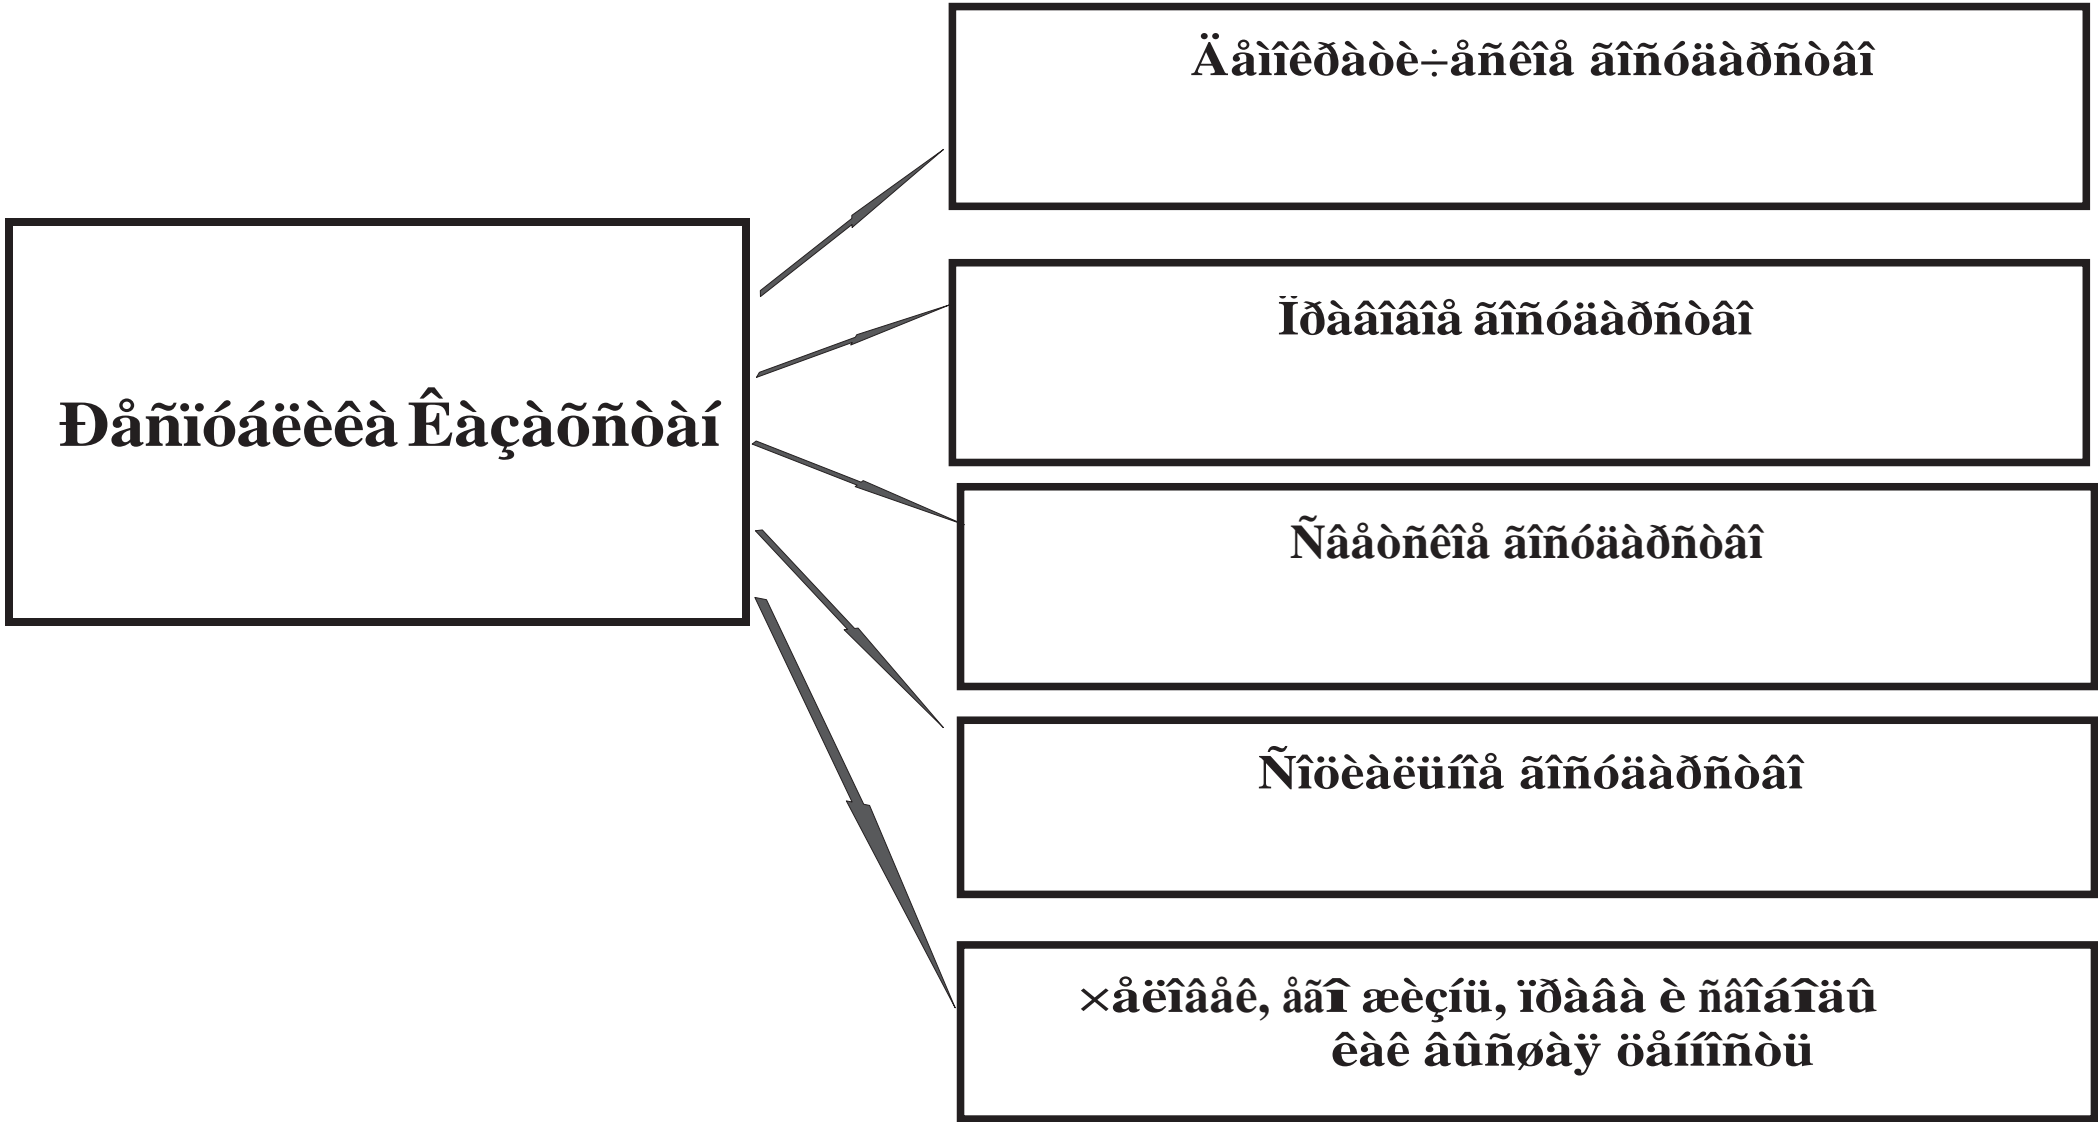 Ðåñïóáëèêà Êàçàõñòàí
Äåìîêðàòè÷åñêîå ãîñóäàðñòâî
Ïðàâîâîå ãîñóäàðñòâî
Ñâåòñêîå ãîñóäàðñòâî
Ñîöèàëüíîå ãîñóäàðñòâî
×åëîâåê, åãî æèçíü, ïðàâà è ñâîáîäû
êàê âûñøàÿ öåííîñòü